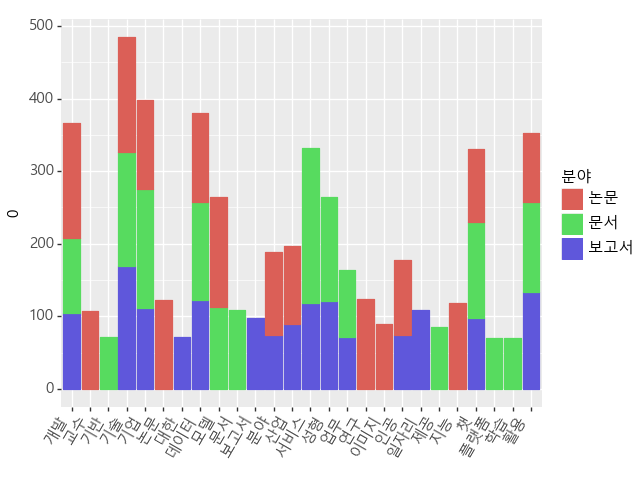 500
400
300
200
100
0
0
개발
교수
기반
기술
기업
논문
대한
데이터
모델
문서
보고서
분야
산업
서비스
성형
업무
연구
이미지
인공
일자리
제공
지능
챗
플랫폼
학습
활용
분야
논문
문서
보고서